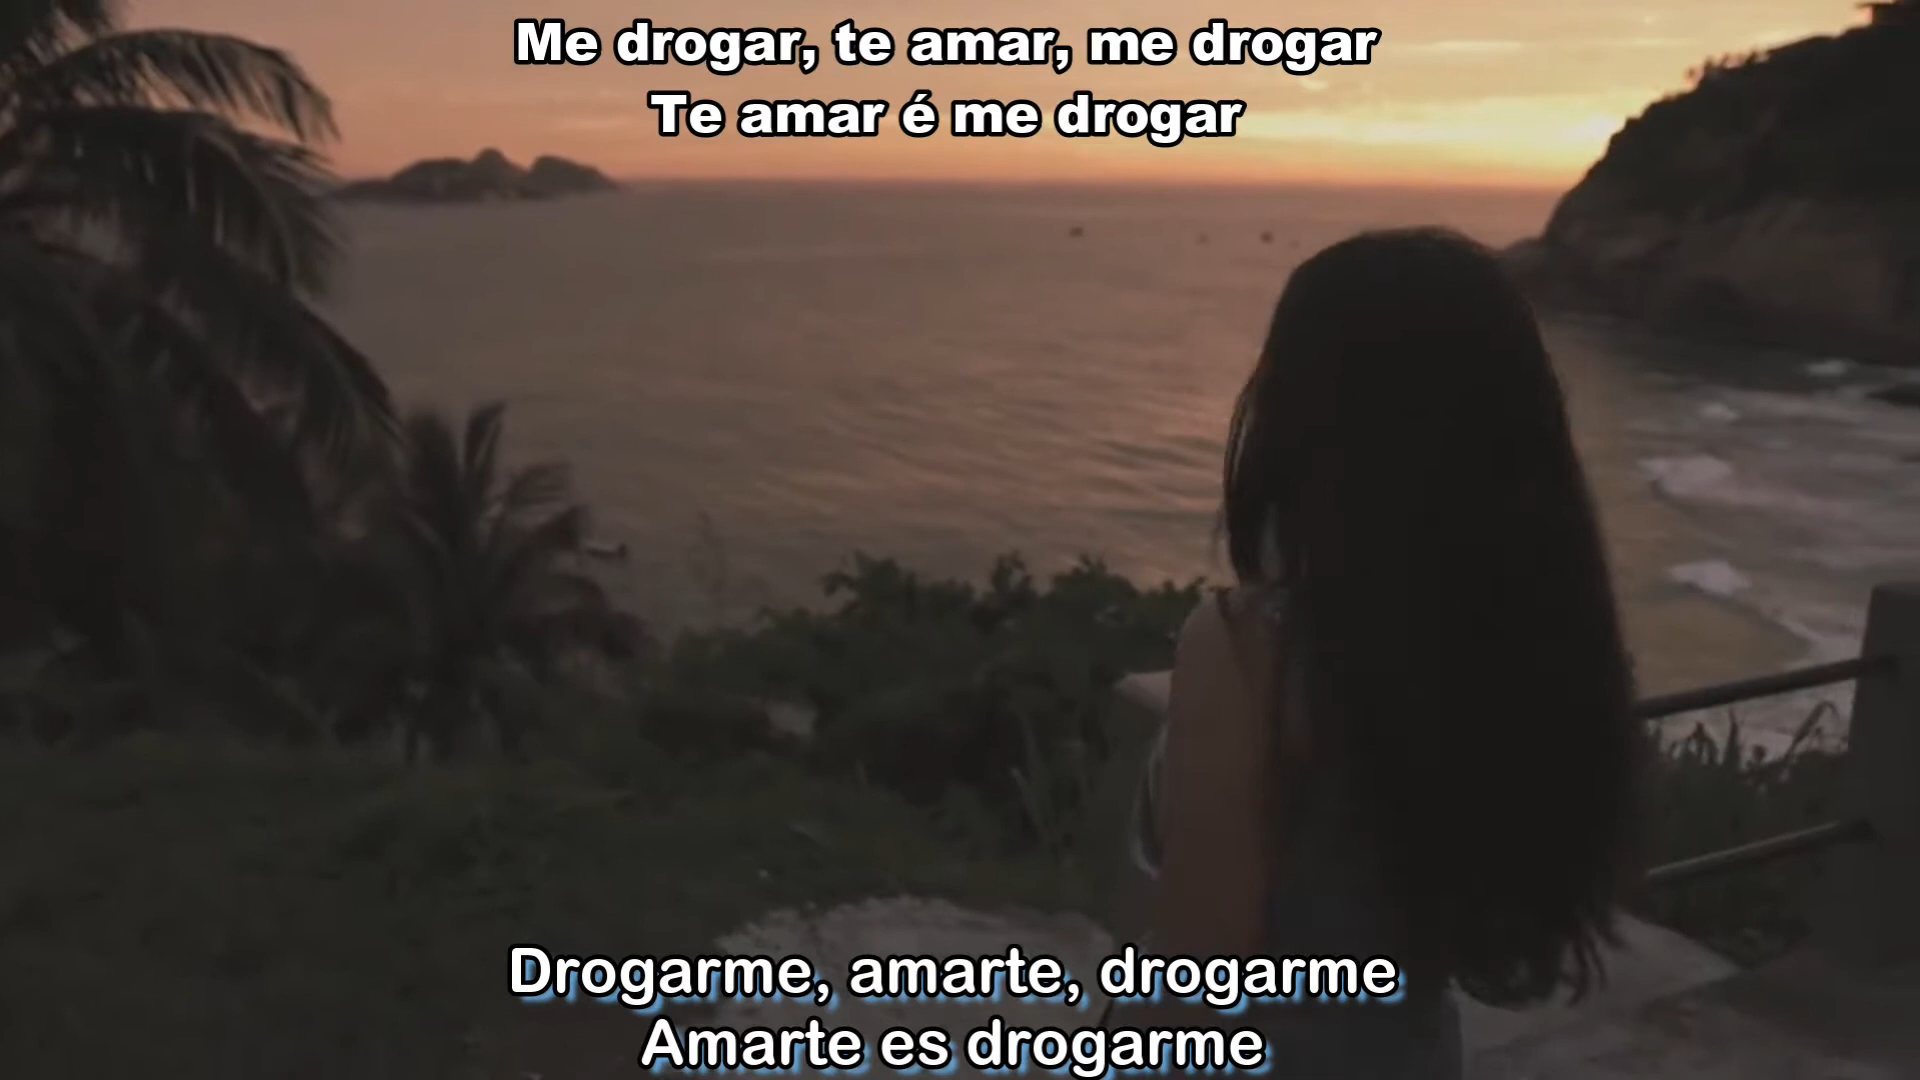 Me drogar, te amar, me drogar
Te amar é me drogar
Drogarme, amarte, drogarme
Amarte es drogarme